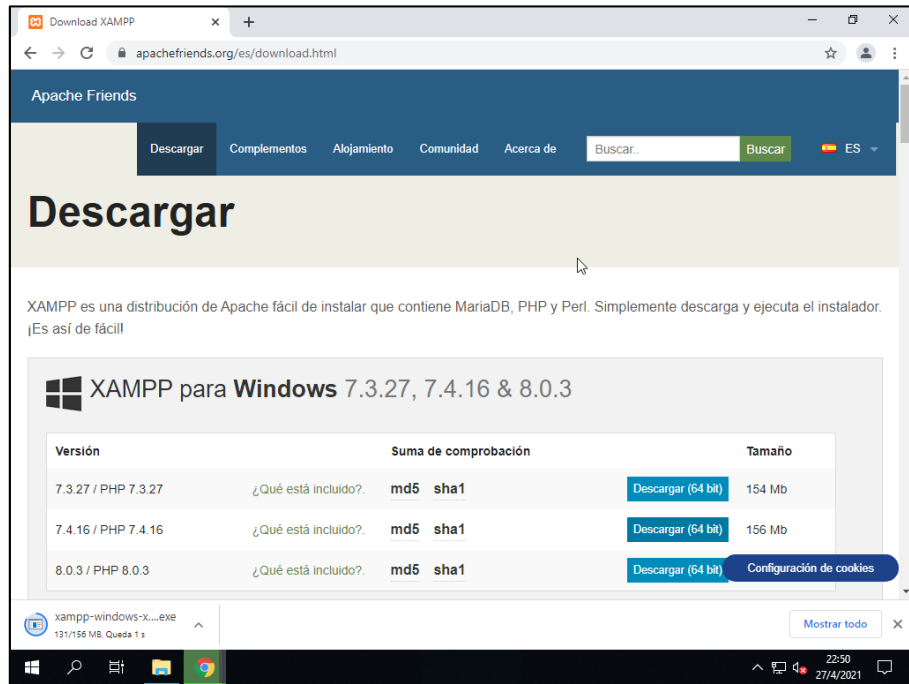 Download XAMPP
apachefriends.org/es/download.html
Apache Friends
Descargar Complementos Alojamiento Comunidad Acerca de Buscar.. Buscar ES
Descargar
XAMPP es una distribución de Apache fácil de instalar que contiene MariaDB, PHP y Perl. Simplemente descarga y ejecuta el instalador.
¡Es así de fácil!
XAMPP para Windows 7.3.27, 7.4.16 & 8.0.3
Versión Suma de comprobación Tamaño
7.3.27 / PHP 7.3.27 ¿Qué está incluido?. md5 sha1 Descargar (64 bit) 154 Mb
7.4.16 / PHP 7.4.16 ¿Qué está incluido?. md5 sha1 Descargar (64 bit) 156 Mb
8.0.3 / PHP 8.0.3 ¿Qué está incluido?. md5 sha1 Descargar (64 bit) Configuración de cookies
xampp-windows-x....exe
131/156 MB, Queda 1 s
Mostrar todo
22:50
27/4/2021